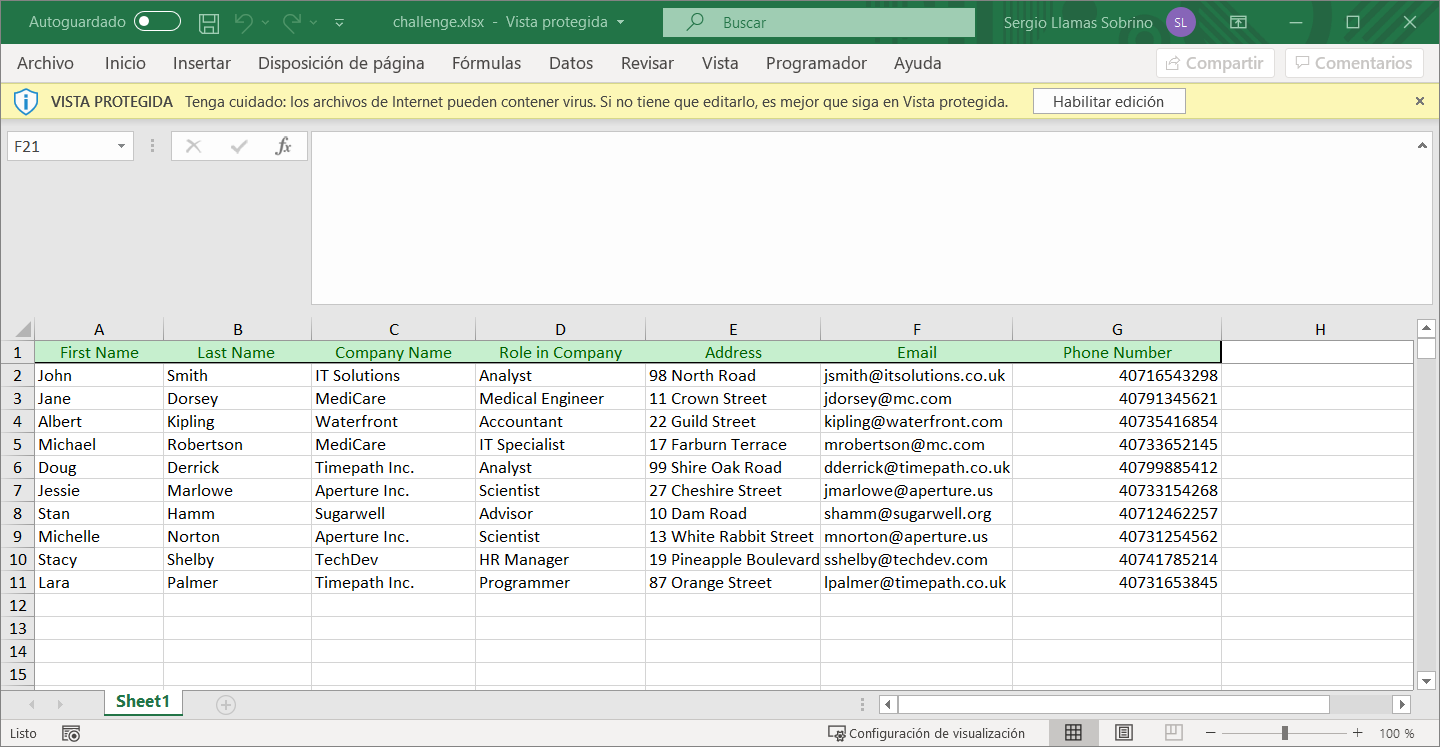 Autoguardado challenge.xlsx - Vista protegida Buscar Sergio Llamas Sobrino SL
Archivo Inicio Insertar Disposición de página Fórmulas Datos Revisar Vista Programador Ayuda Compartir Comentarios
VISTA PROTEGIDA Tenga cuidado: los archivos de Internet pueden contener virus. Si no tiene que editarlo, es mejor que siga en Vista protegida. Habilitar edición
F21 fx
A B C D E F G H
1 First Name Last Name Company Name Role in Company Address Email Phone Number
2 John Smith IT Solutions Analyst 98 North Road jsmith@itsolutions.co.uk 40716543298
3 Jane Dorsey MediCare Medical Engineer 11 Crown Street jdorsey@mc.com 40791345621
4 Albert Kipling Waterfront Accountant 22 Guild Street kipling@waterfront.com 40735416854
5 Michael Robertson MediCare IT Specialist 17 Farburn Terrace mrobertson@mc.com 40733652145
6 Doug Derrick Timepath Inc. Analyst 99 Shire Oak Road dderrick@timepath.co.uk 40799885412
7 Jessie Marlowe Aperture Inc. Scientist 27 Cheshire Street jmarlowe@aperture.us 40733154268
8 Stan Hamm Sugarwell Advisor 10 Dam Road shamm@sugarwell.org 40712462257
9 Michelle Norton Aperture Inc. Scientist 13 White Rabbit Street mnorton@aperture.us 40731254562
10 Stacy Shelby TechDev HR Manager 19 Pineapple Boulevard sshelby@techdev.com 40741785214
11 Lara Palmer Timepath Inc. Programmer 87 Orange Street lpalmer@timepath.co.uk 40731653845
12
13
14
15
Sheet1
Listo Configuración de visualización 100 %